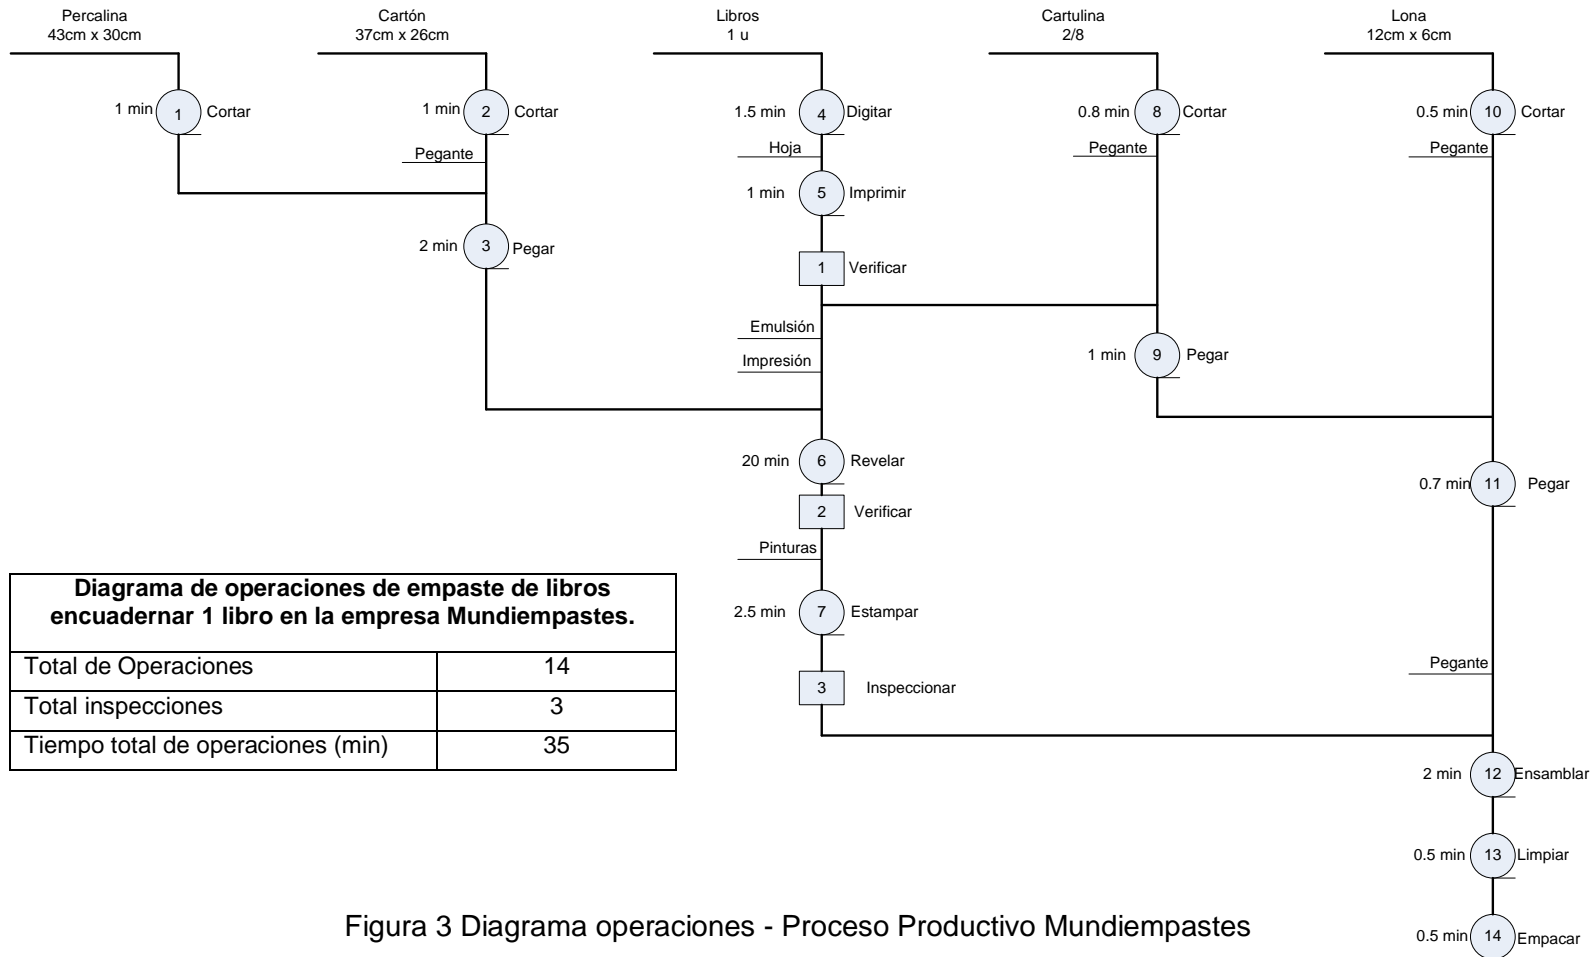 Percalina
43cm x 30cm
Cartón
37cm x 26cm
Libros
1 u
Cartulina
2/8
Lona
12cm x 6cm
1 min 1 Cortar
1 min 2 Cortar
1.5 min 4 Digitar
0.8 min 8 Cortar
0.5 min 10 Cortar
Pegante
Hoja
Pegante
Pegante
1 min 5 Imprimir
2 min 3 Pegar
1 Verificar
Emulsión
Impresión
1 min 9 Pegar
20 min 6 Revelar
0.7 min 11 Pegar
2 Verificar
Pinturas
2.5 min 7 Estampar
Pegante
3 Inspeccionar
2 min 12 Ensamblar
0.5 min 13 Limpiar
0.5 min 14 Empacar
Diagrama de operaciones de empaste de libros
encuadernar 1 libro en la empresa Mundiempastes.
Total de Operaciones 14
Total inspecciones 3
Tiempo total de operaciones (min) 35
Figura 3 Diagrama operaciones - Proceso Productivo Mundiempastes